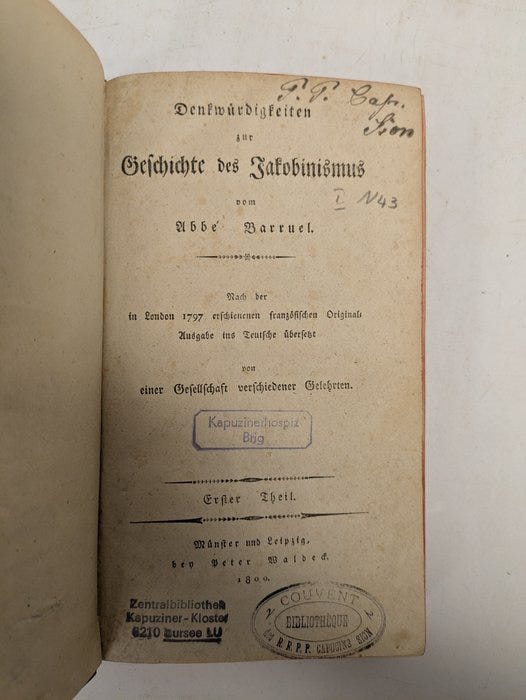 P. P. Cap.
Sion
Denkwürdigkeiten
zur
Geschichte des Jakobinismus
vom
I N43
Abbé Barruel.
Nach der
in London 1797 erschienenen französischen Original-
Ausgabe ins Teutsche übersetzt
von
einer Gesellschaft verschiedener Gelehrten.
Kapuzinerhospiz
Brig
Erster Theil.
Münster und Leipzig,
bey Peter Waldeck.
1800.
Zentralbibliothek
Kapuziner-Kloster
6210 Sursee LU
COUVENT
BIBLIOTHÈQUE
R.R.P.P. CAPUCINS SION